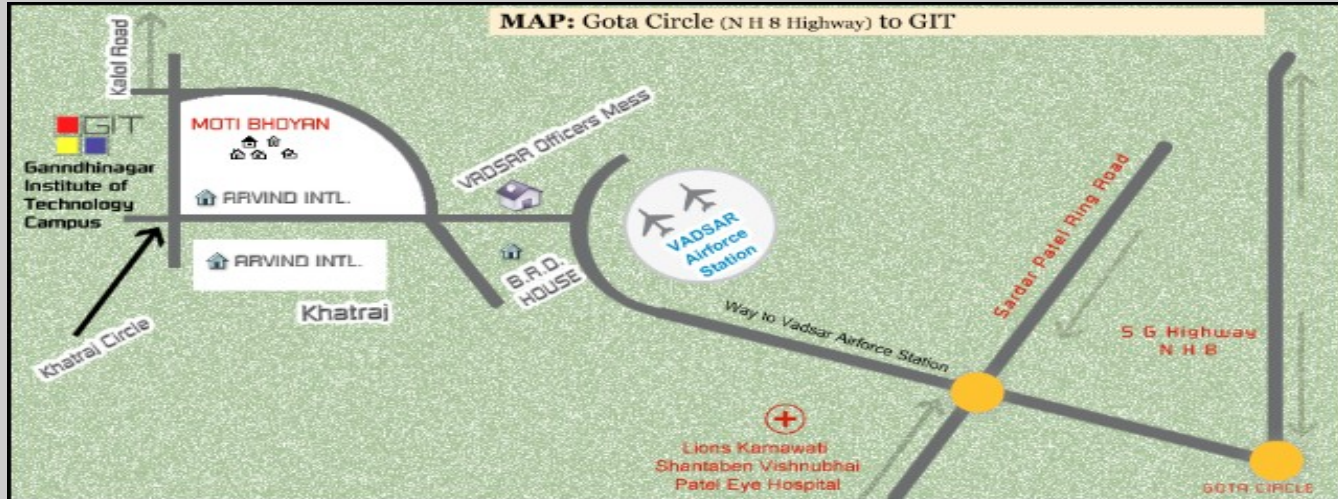 MAP: Gota Circle (N H 8 Highway) to GIT
Kalol Road
GIT
Ganndhinagar
Institute of
Technology
Campus
MOTI BHOYAN
ARVIND INTL.
ARVIND INTL.
Khatraj
Khatraj Circle
VADSAR Officers Mess
B.R.D.
HOUSE
VADSAR
Airforce
Station
Way to Vadsar Airforce Station
Sardar Patel Ring Road
S G Highway
N H 8
Lions Karnawati
Shantaben Vishnubhai
Patel Eye Hospital
GOTA CIRCLE